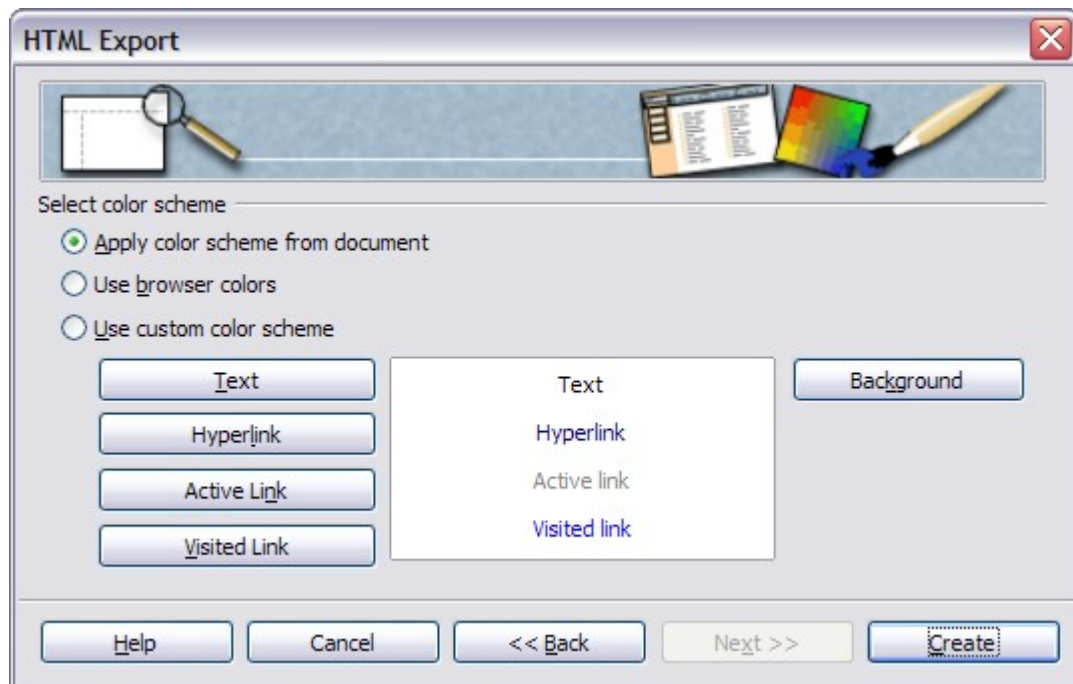 HTML Export
Select color scheme
Apply color scheme from document
Use browser colors
Use custom color scheme
Text Text Background
Hyperlink Hyperlink
Active Link Active link
Visited Link Visited link
Help Cancel << Back Next >> Create